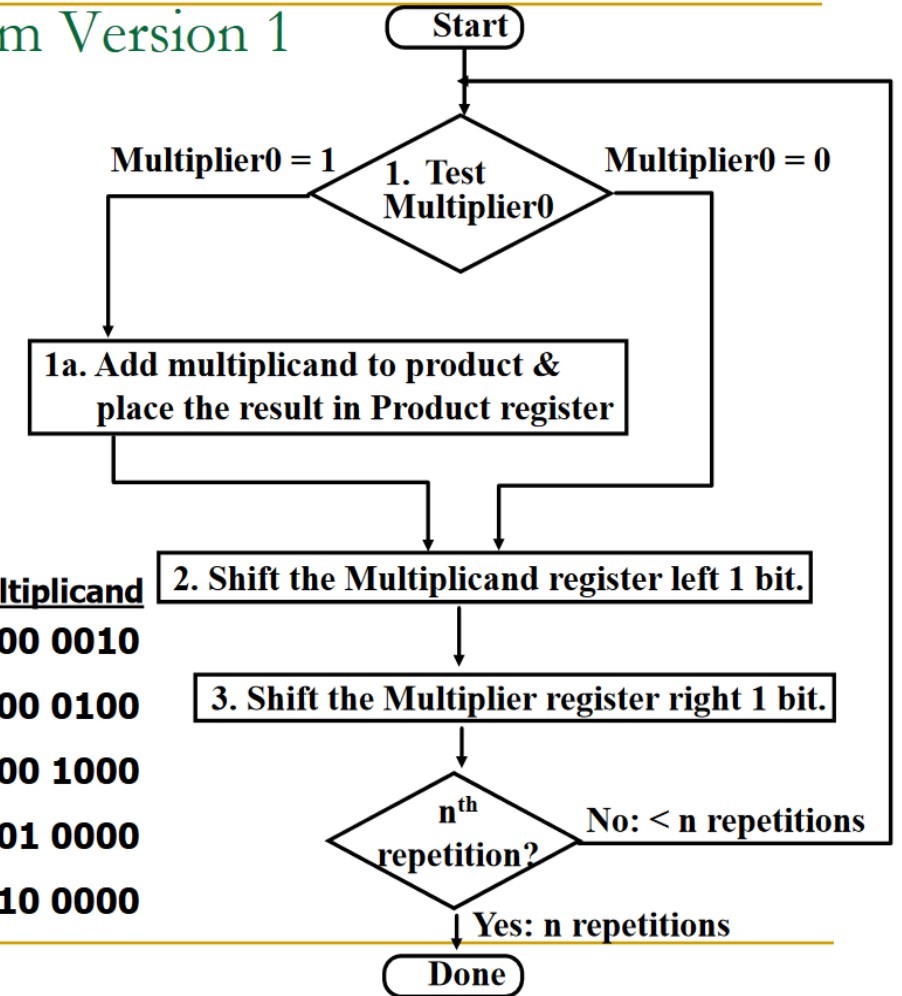 m Version 1
Start
Multiplier0 = 1
1. Test
Multiplier0
Multiplier0 = 0
1a. Add multiplicand to product &
place the result in Product register
ltiplicand
00 0010
00 0100
00 1000
01 0000
10 0000
2. Shift the Multiplicand register left 1 bit.
3. Shift the Multiplier register right 1 bit.
nth
repetition?
No: < n repetitions
Yes: n repetitions
Done